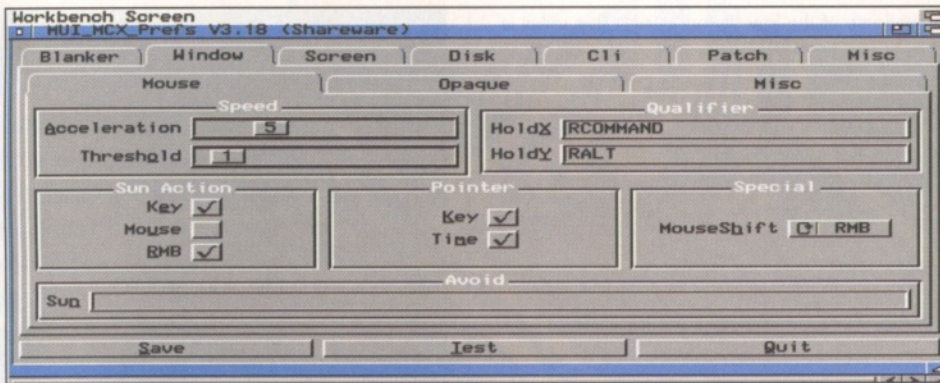 Workbench Screen
MUI_MCX_Prefs V3.18 (Shareware)
Blanker Window Screen Disk Cli Patch Misc
Mouse Opaque Misc
Speed
Acceleration 5
Threshold 1
Qualifier
HoldX RCOMMAND
HoldY RALT
Sun Action
Key
Mouse
RMB
Pointer
Key
Time
Special
MouseShift RMB
Avoid
Sun
Save Test Quit